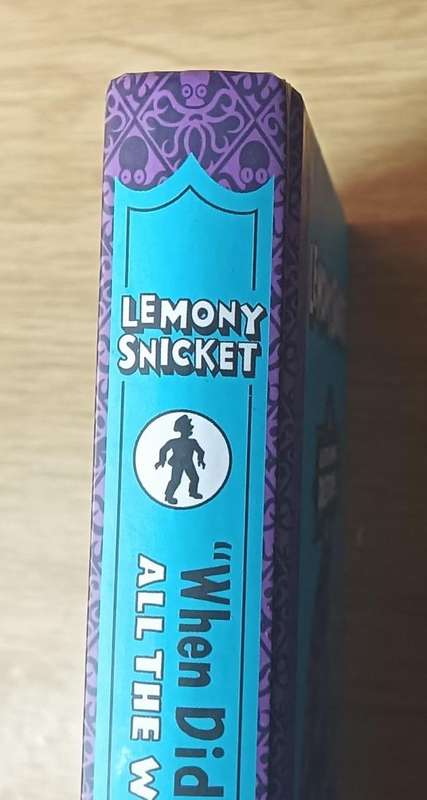 LEMONY
SNICKET
"When Did
ALL THE W